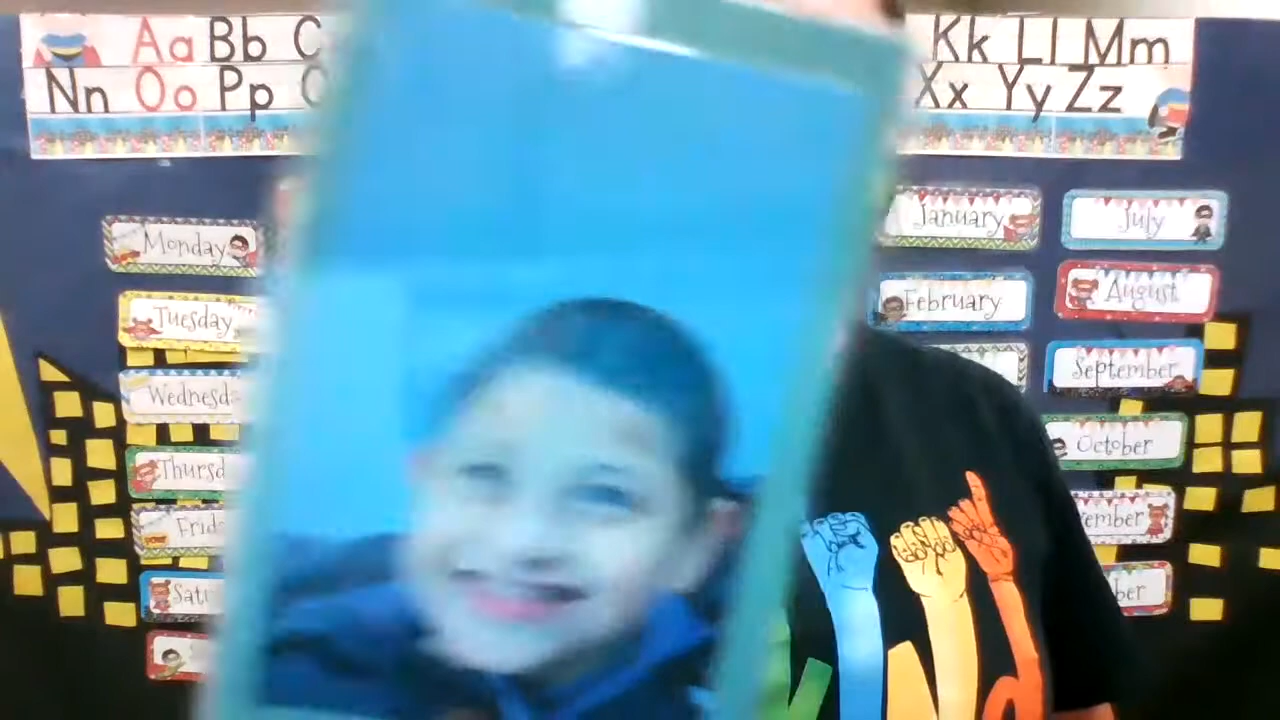 Aa Bb C
Kk Ll Mm
Nn Oo Pp
Xx Yy Zz
Monday
Tuesday
Wednesd
Thursd
Frid
Satu
January
February
July
August
September
October
ember
ber